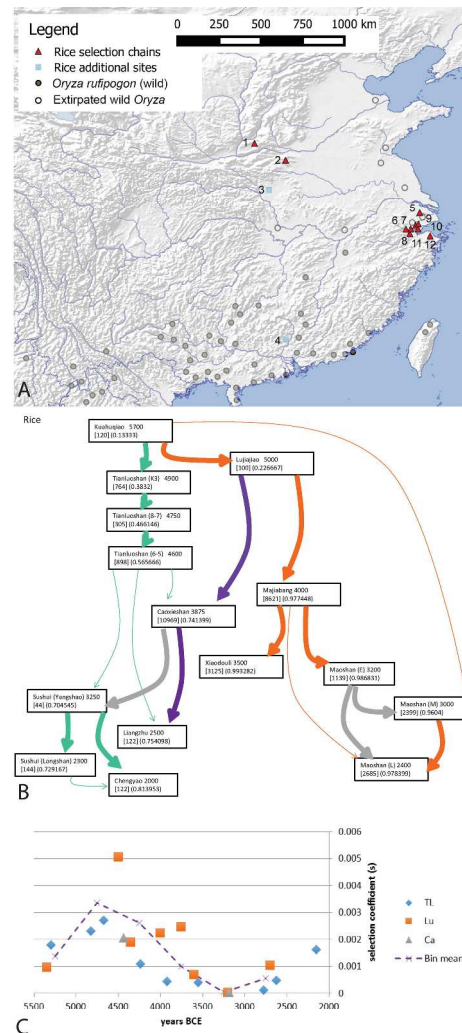 Legend
Rice selection chains
Rice additional sites
Oryza rufipogon (wild)
Extirpated wild Oryza
0 500 1000 km
1
2
3
4
5
6 7
9
10
8
11
12
A
Rice
Kuahuqiao 5700
[120] (0.13333)
Lujiajiao 5000
[300] (0.226667)
Tianluoshan (K3) 4900
[764] (0.3832)
Tianluoshan (8-7) 4750
[305] (0.466146)
Tianluoshan (6-5) 4600
[898] (0.565666)
Caoxieshan 3875
[10969] (0.741399)
Majiabang 4000
[8621] (0.977448)
Xiaodouli 3500
[3125] (0.993282)
Maoshan (E) 3200
[1139] (0.986831)
Maoshan (M) 3000
[2399] (0.9604)
Sushui (Yangshao) 3250
[44] (0.704545)
Liangzhu 2500
[122] (0.754098)
Maoshan (L) 2400
[2685] (0.978399)
Sushui (Longshan) 2300
[144] (0.729167)
Chengyao 2000
[122] (0.813953)
B
0.006
0.005
0.004
0.003
0.002
0.001
0
selection coefficient (s)
TL
Lu
Ca
Bin mean
5500 5000 4500 4000 3500 3000 2500 2000
years BCE
C